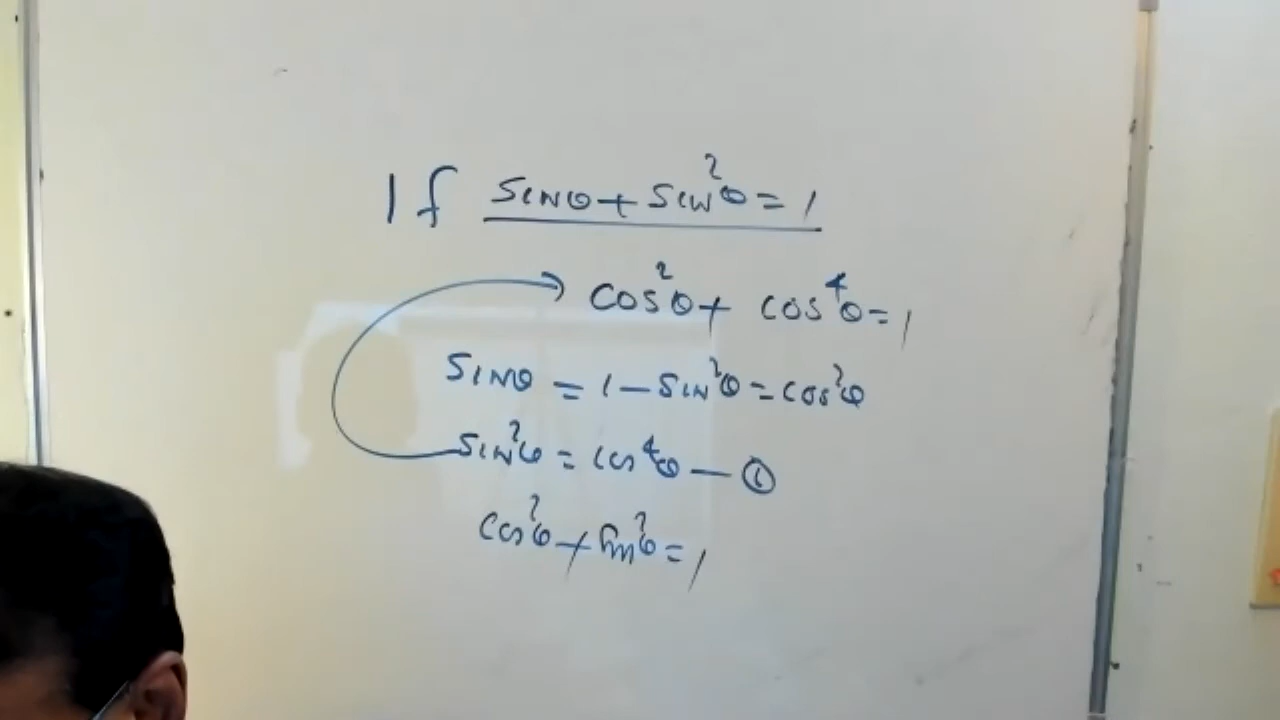 If sinθ + sin²θ = 1
cos²θ + cos⁴θ = 1
sinθ = 1 – sin²θ = cos²θ
sin²θ = cos⁴θ — ①
cos²θ + sin²θ = 1